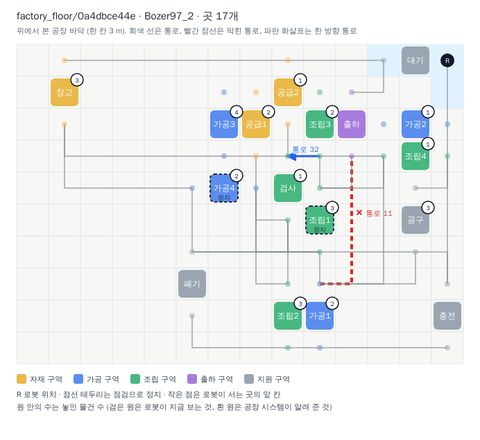 factory_floor/0a4dbce44e · Bozer97_2 · 곳 17개
위에서 본 공장 바닥 (한 칸 3 m). 회색 선은 통로, 빨간 점선은 막힌 통로, 파란 화살표는 한 방향 통로
대기 R
창고 3 공급2 1
가공3 4 공급1 2 조립3 2 출하 가공2 1
통로 32 조립4 1
가공4 2 정지 검사 1
조립1 3 정지 ✕ 통로 11 공구 3
폐기
조립2 3 가공1 2 충전
자재 구역 가공 구역 조립 구역 출하 구역 지원 구역
R 로봇 위치 · 점선 테두리는 점검으로 정지 · 작은 점은 로봇이 서는 곳의 앞 칸
원 안의 수는 놓인 물건 수 (검은 원은 로봇이 지금 보는 것, 흰 원은 공장 시스템이 알려 준 것)